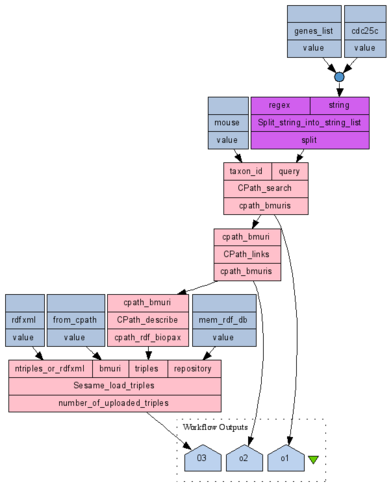 genes_list cdc25c
value value
regex string
mouse Split_string_into_string_list
value split
taxon_id query
CPath_search
cpath_bmuris
cpath_bmuri
CPath_links
cpath_bmuris
cpath_bmuri
rdfxml from_cpath CPath_describe mem_rdf_db
value value cpath_rdf_biopax value
ntriples_or_rdfxml bmuri triples repository
Sesame_load_triples
number_of_uploaded_triples
Workflow Outputs
O3 o2 o1